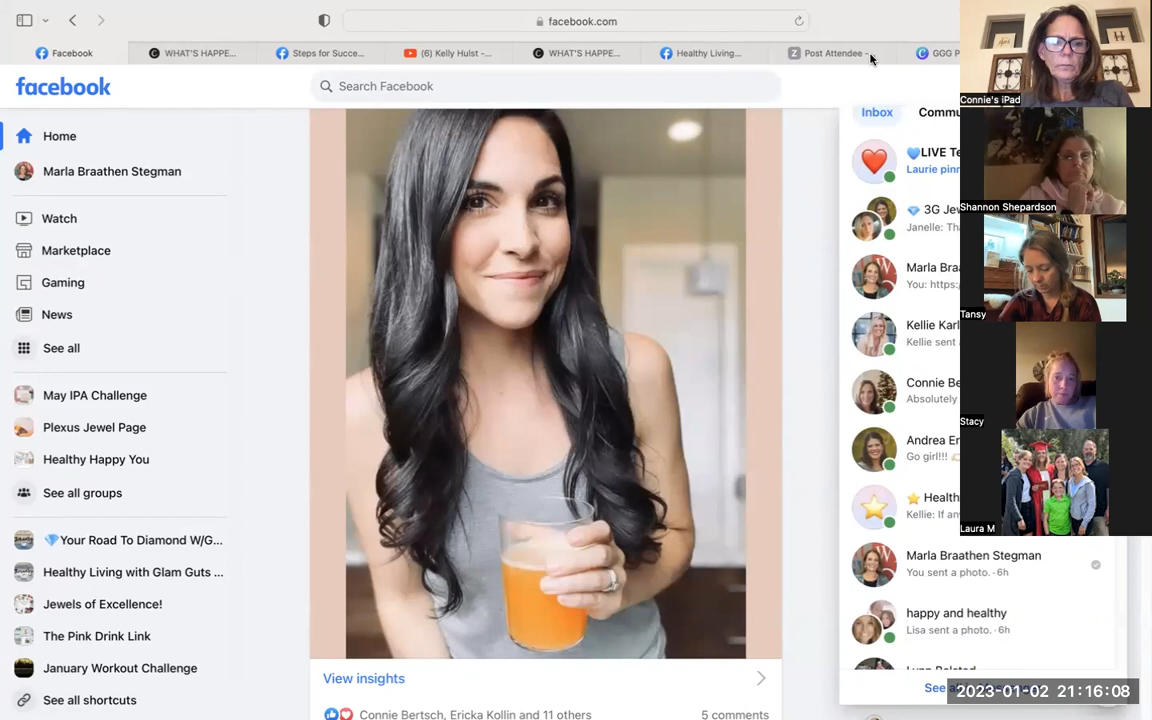 facebook.com
Facebook
WHAT'S HAPPE...
Steps for Succe...
(6) Kelly Hulst -...
WHAT'S HAPPE...
Healthy Living...
Post Attendee -
GGG P
facebook
Search Facebook
Home
Marla Braathen Stegman
Watch
Marketplace
Gaming
News
See all
May IPA Challenge
Plexus Jewel Page
Healthy Happy You
See all groups
💎Your Road To Diamond W/G...
Healthy Living with Glam Guts ...
Jewels of Excellence!
The Pink Drink Link
January Workout Challenge
See all shortcuts
View insights
Connie Bertsch, Ericka Kollin and 11 others
5 comments
Inbox
Commu
💙LIVE Te
Laurie pinn
💎 3G Je
Janelle: Tha
Marla Braa
You: https:
Kellie Karl
Kellie sent
Connie Be
Absolutely
Andrea Er
Go girl!!!
⭐ Health
Kellie: If an
Marla Braathen Stegman
You sent a photo. · 6h
happy and healthy
Lisa sent a photo. · 6h
See a
Connie's iPad
Shannon Shepardson
Tansy
Stacy
Laura M
2023-01-02 21:16:08